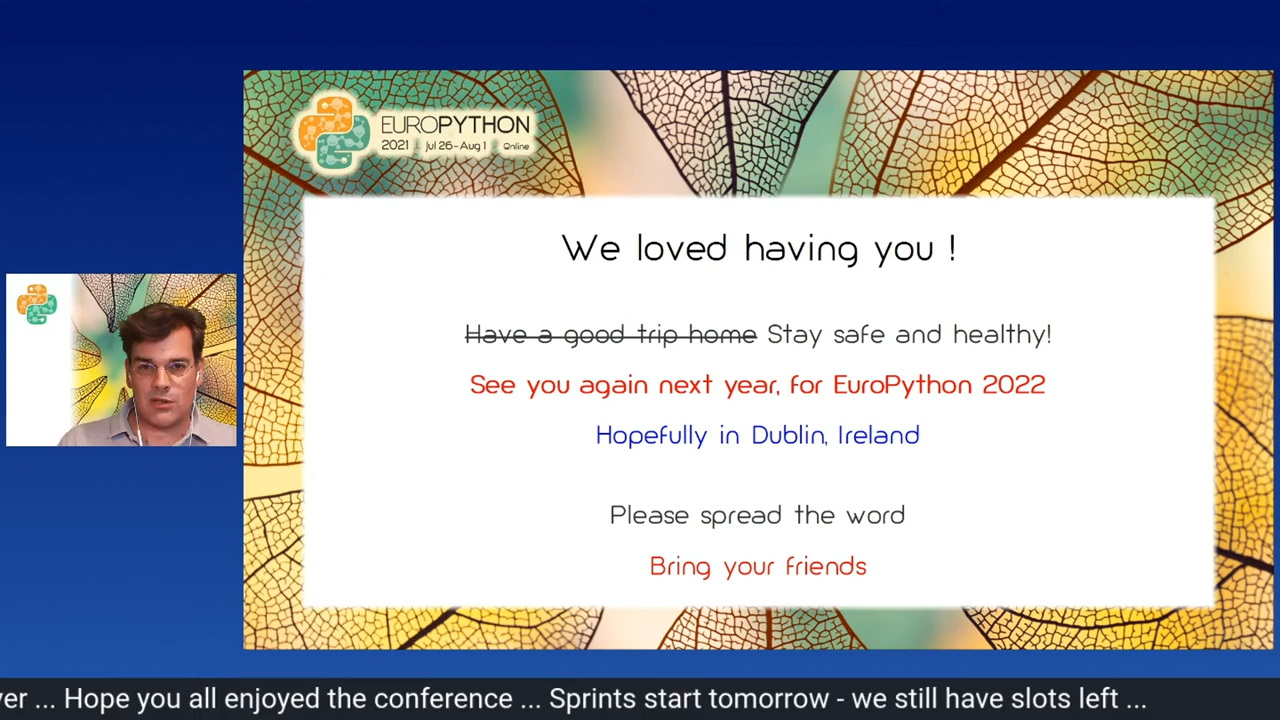 EUROPYTHON
2021 Jul 26-Aug 1 Online
We loved having you !
Have a good trip home Stay safe and healthy!
See you again next year, for EuroPython 2022
Hopefully in Dublin, Ireland
Please spread the word
Bring your friends
... Hope you all enjoyed the conference ... Sprints start tomorrow - we still have slots left ...